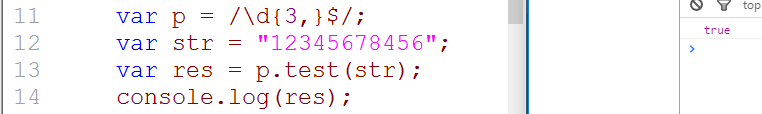 11 var p = /\d{3,}$/;
12 var str = "12345678456";
13 var res = p.test(str);
14 console.log(res);
top
true
>